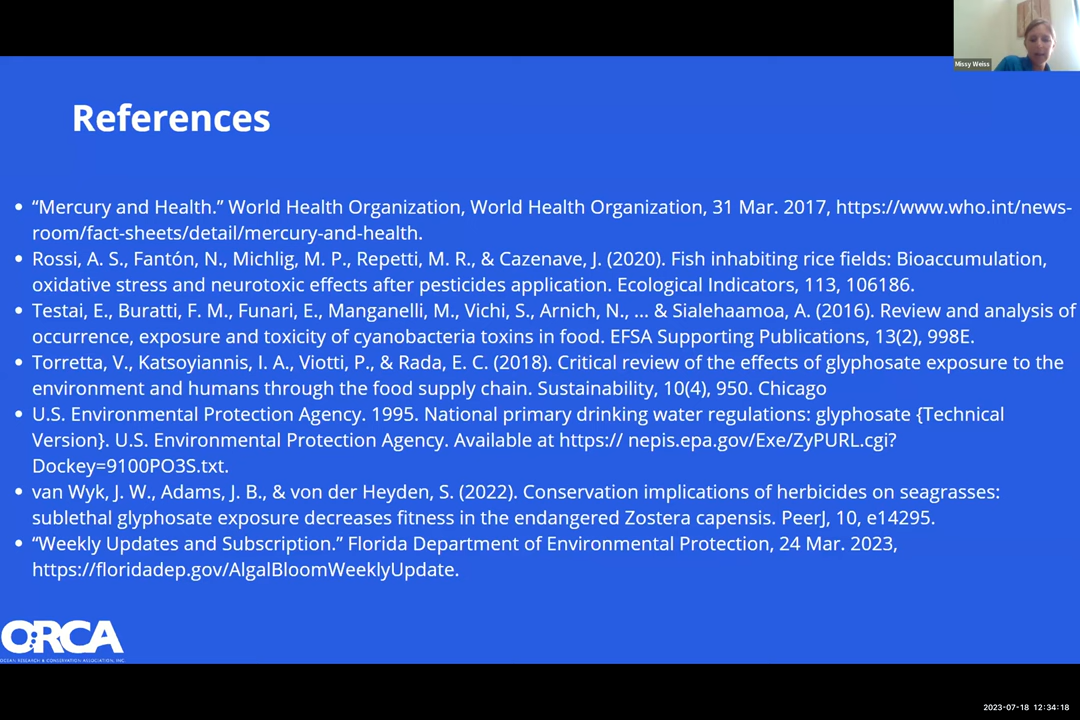 Missy Weiss
References
• “Mercury and Health.” World Health Organization, World Health Organization, 31 Mar. 2017, https://www.who.int/news-
room/fact-sheets/detail/mercury-and-health.
• Rossi, A. S., Fantón, N., Michlig, M. P., Repetti, M. R., & Cazenave, J. (2020). Fish inhabiting rice fields: Bioaccumulation,
oxidative stress and neurotoxic effects after pesticides application. Ecological Indicators, 113, 106186.
• Testai, E., Buratti, F. M., Funari, E., Manganelli, M., Vichi, S., Arnich, N., ... & Sialehaamoa, A. (2016). Review and analysis of
occurrence, exposure and toxicity of cyanobacteria toxins in food. EFSA Supporting Publications, 13(2), 998E.
• Torretta, V., Katsoyiannis, I. A., Viotti, P., & Rada, E. C. (2018). Critical review of the effects of glyphosate exposure to the
environment and humans through the food supply chain. Sustainability, 10(4), 950. Chicago
• U.S. Environmental Protection Agency. 1995. National primary drinking water regulations: glyphosate {Technical
Version}. U.S. Environmental Protection Agency. Available at https:// nepis.epa.gov/Exe/ZyPURL.cgi?
Dockey=9100PO3S.txt.
• van Wyk, J. W., Adams, J. B., & von der Heyden, S. (2022). Conservation implications of herbicides on seagrasses:
sublethal glyphosate exposure decreases fitness in the endangered Zostera capensis. PeerJ, 10, e14295.
• “Weekly Updates and Subscription.” Florida Department of Environmental Protection, 24 Mar. 2023,
https://floridadep.gov/AlgalBloomWeeklyUpdate.
ORCA
OCEAN RESEARCH & CONSERVATION ASSOCIATION, INC.
2023-07-18 12:34:18